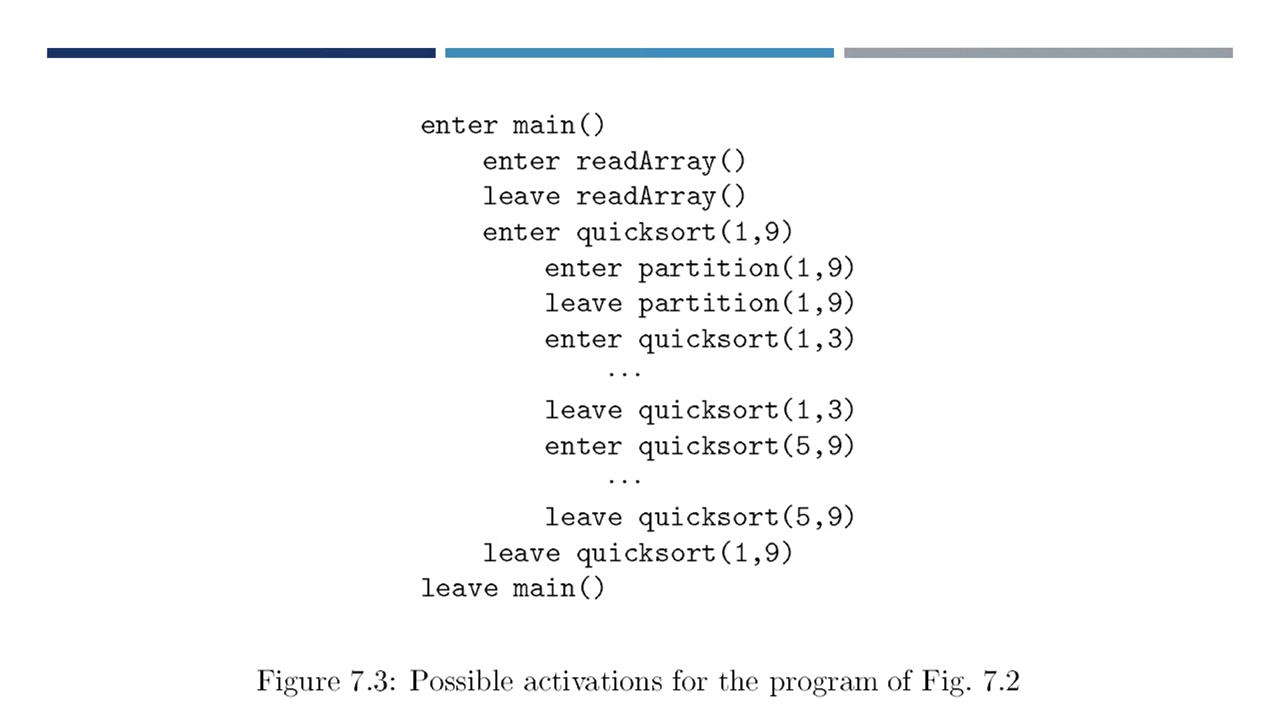 enter main()
enter readArray()
leave readArray()
enter quicksort(1,9)
enter partition(1,9)
leave partition(1,9)
enter quicksort(1,3)
...
leave quicksort(1,3)
enter quicksort(5,9)
...
leave quicksort(5,9)
leave quicksort(1,9)
leave main()
Figure 7.3: Possible activations for the program of Fig. 7.2